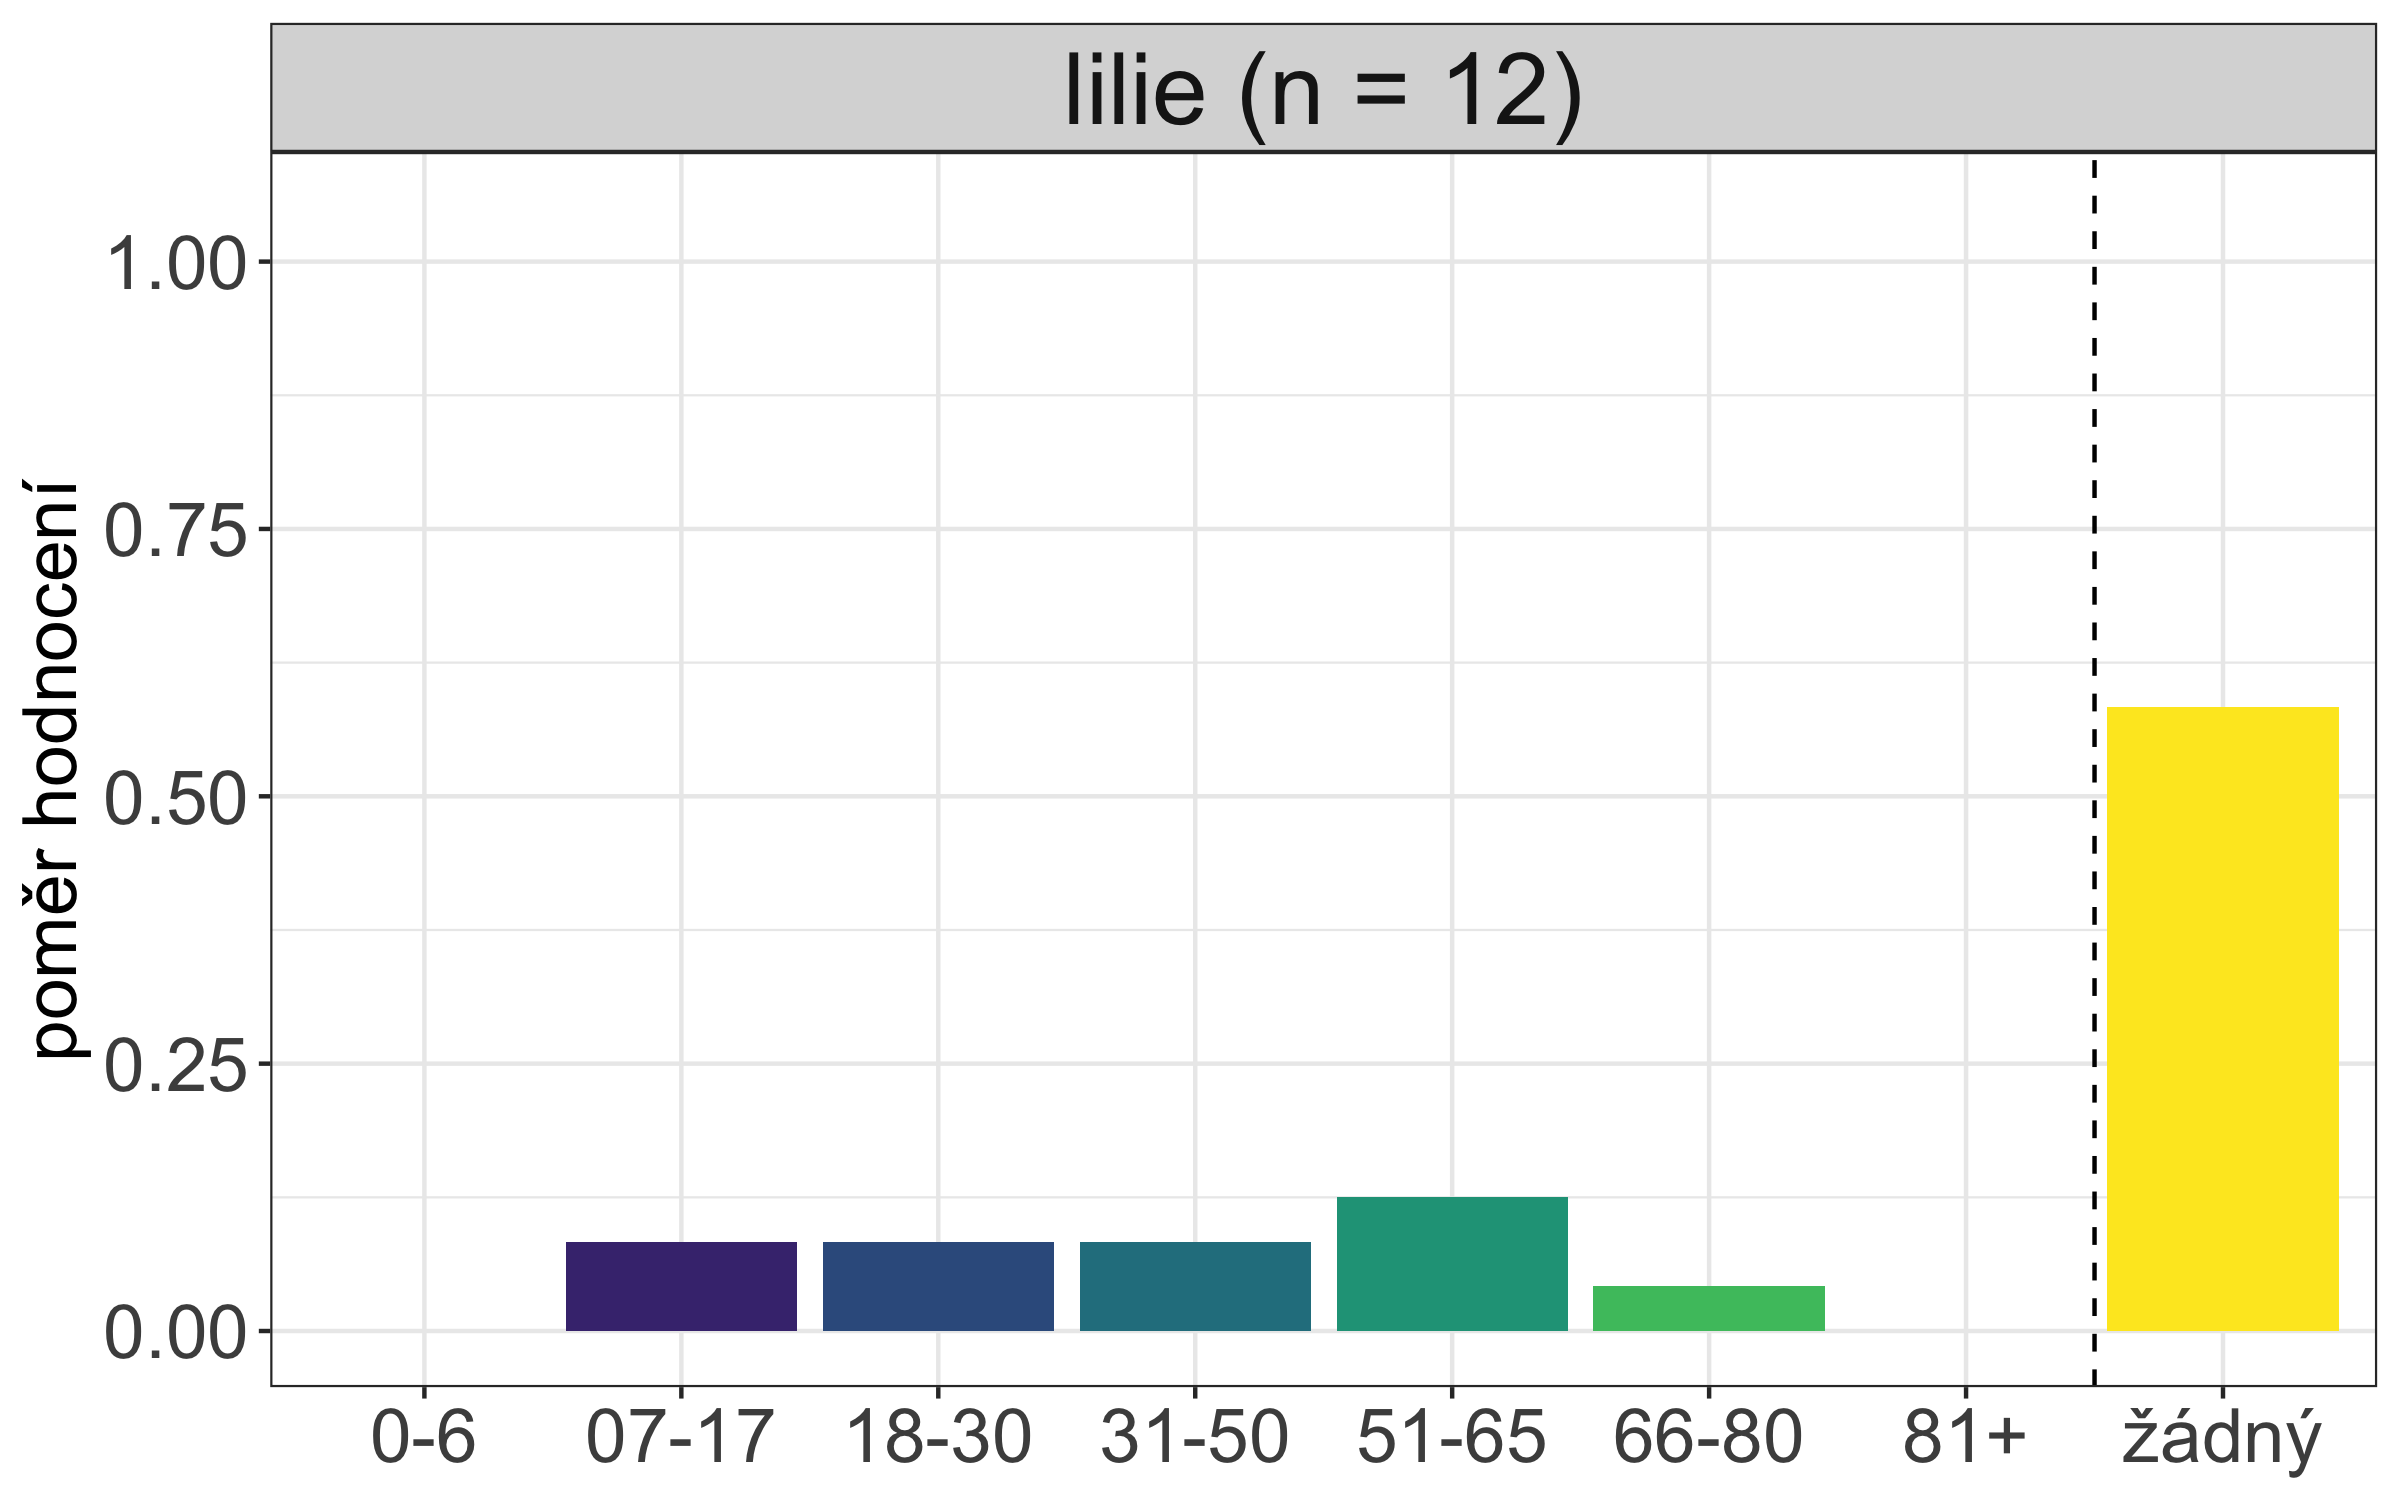 lilie (n = 12)
poměr hodnocení
1.00
0.75
0.50
0.25
0.00
0-6 07-17 18-30 31-50 51-65 66-80 81+ žádný